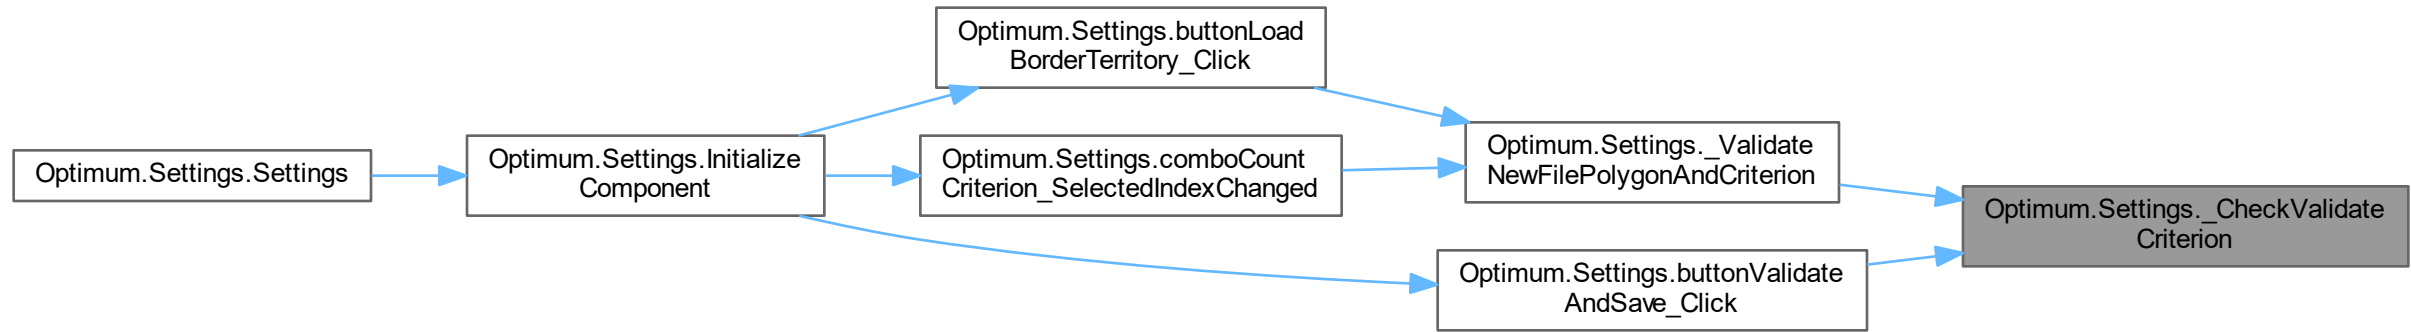 Optimum.Settings.buttonLoad
BorderTerritory_Click
Optimum.Settings.Settings
Optimum.Settings.Initialize
Component
Optimum.Settings.comboCount
Criterion_SelectedIndexChanged
Optimum.Settings._Validate
NewFilePolygonAndCriterion
Optimum.Settings._CheckValidate
Criterion
Optimum.Settings.buttonValidate
AndSave_Click